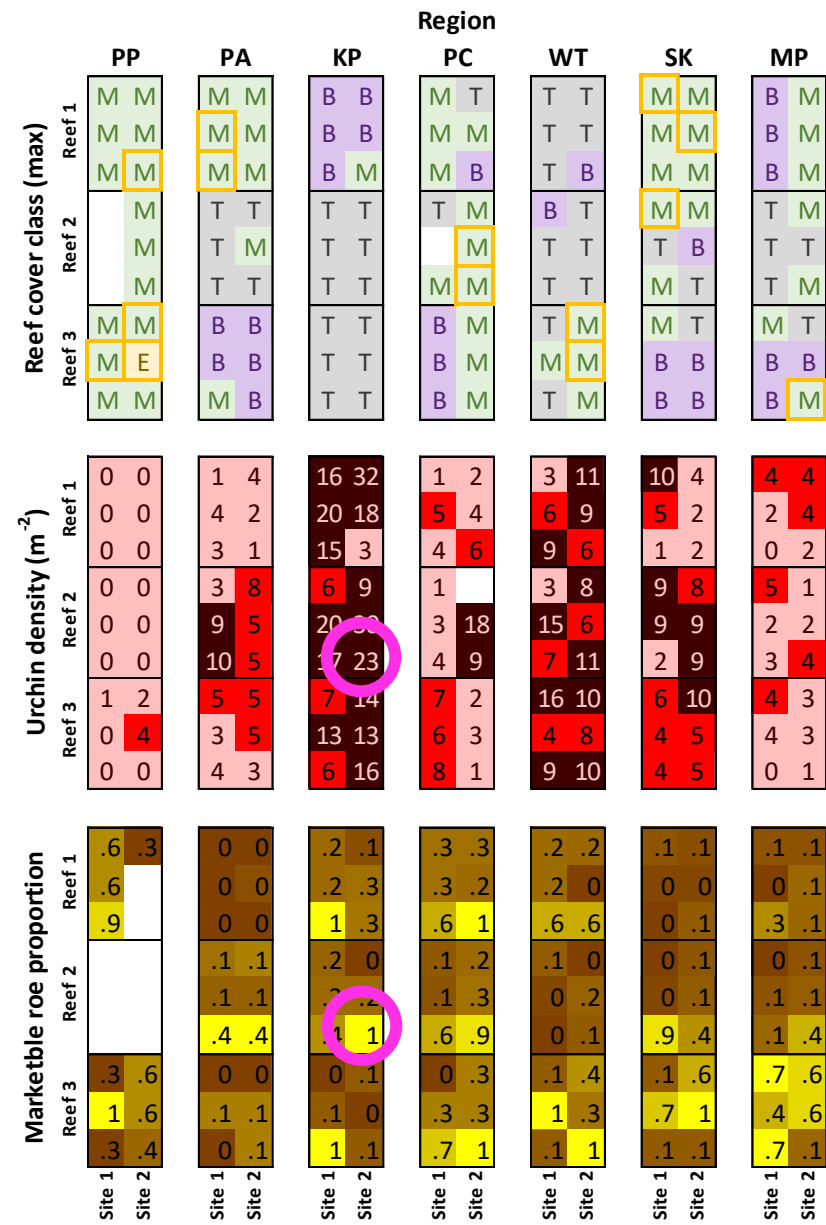 Region
PP PA KP PC WT SK MP
Reef cover class (max)
Reef 1
M M M M B B M T T T M M B M
M M M M B B M M T T M M B M
M M M M B M M B T B M M B M
Reef 2
M T T T T T M B T M M T M
M T M T T M T T T B T T
M T T T T M M T T M T T M
Reef 3
M M B B T T B M T M M T M T
M E B B T T B M M M B B B B
M M M B T T B M T M B B B M
Urchin density (m⁻²)
Reef 1
0 0 1 4 16 32 1 2 3 11 10 4 4 4
0 0 4 2 20 18 5 4 6 9 5 2 2 4
0 0 3 1 15 3 4 6 9 6 1 2 0 2
Reef 2
0 0 3 8 6 9 1 3 8 9 8 5 1
0 0 9 5 20 3 18 15 6 9 9 2 2
0 0 10 5 23 4 9 7 11 2 9 3 4
Reef 3
1 2 5 5 7 14 7 2 16 10 6 10 4 3
0 4 3 5 13 13 6 3 4 8 4 5 4 3
0 0 4 3 6 16 8 1 9 10 4 5 0 1
Marketble roe proportion
Reef 1
.6 .3 0 0 .2 .1 .3 .3 .2 .2 .1 .1 .1 .1
.6 0 0 .2 .3 .3 .2 .2 0 0 0 0 .1
.9 0 0 1 .3 .6 1 .6 .6 0 .1 .3 .1
Reef 2
.1 .1 .2 0 .1 .2 .1 0 0 .1 0 .1
.1 .1 .1 .3 0 .2 0 .1 .1 .1
.4 .4 1 .6 .9 0 .1 .9 .4 .1 .4
Reef 3
.3 .6 0 0 0 .1 0 .3 .1 .4 .1 .6 .7 .6
1 .6 .1 .1 .1 0 .3 .3 1 .3 .7 1 .4 .6
.3 .4 0 .1 1 .1 .7 1 .1 1 .1 .1 .7 .1
Site 1 Site 2 Site 1 Site 2 Site 1 Site 2 Site 1 Site 2 Site 1 Site 2 Site 1 Site 2 Site 1 Site 2